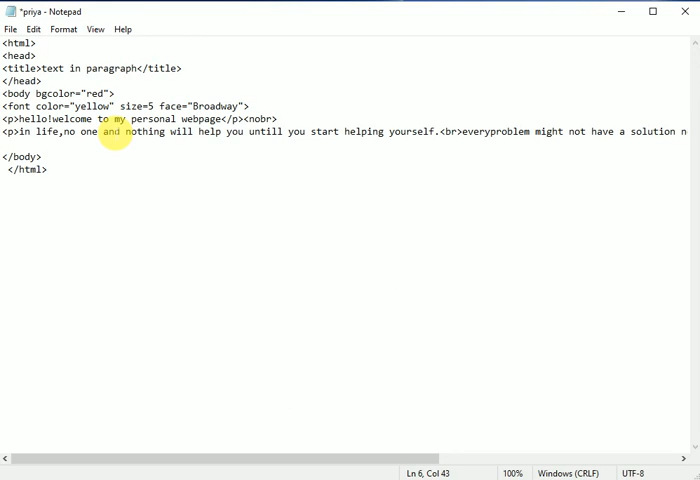 *priya - Notepad
File Edit Format View Help
<html>
<head>
<title>text in paragraph</title>
</head>
<body bgcolor="red">
<font color="yellow" size=5 face="Broadway">
<p>hello!welcome to my personal webpage</p><nobr>
<p>in life,no one and nothing will help you untill you start helping yourself.<br>everyproblem might not have a solution n
</body>
</html>
Ln 6, Col 43 100% Windows (CRLF) UTF-8